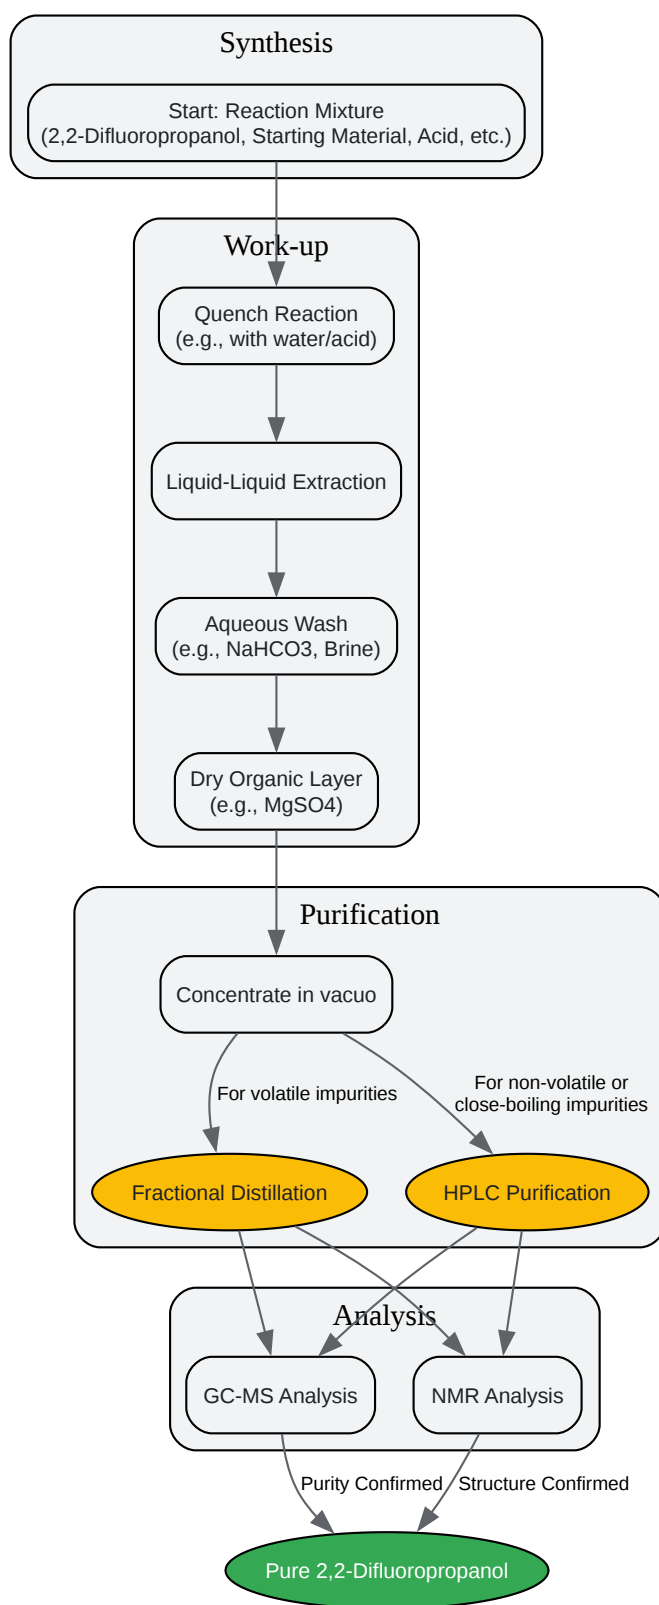 Synthesis
Start: Reaction Mixture
(2,2-Difluoropropanol, Starting Material, Acid, etc.)
Work-up
Quench Reaction
(e.g., with water/acid)
Liquid-Liquid Extraction
Aqueous Wash
(e.g., NaHCO3, Brine)
Dry Organic Layer
(e.g., MgSO4)
Purification
Concentrate in vacuo
For volatile impurities
For non-volatile or
close-boiling impurities
Fractional Distillation
HPLC Purification
Analysis
GC-MS Analysis
NMR Analysis
Purity Confirmed
Structure Confirmed
Pure 2,2-Difluoropropanol